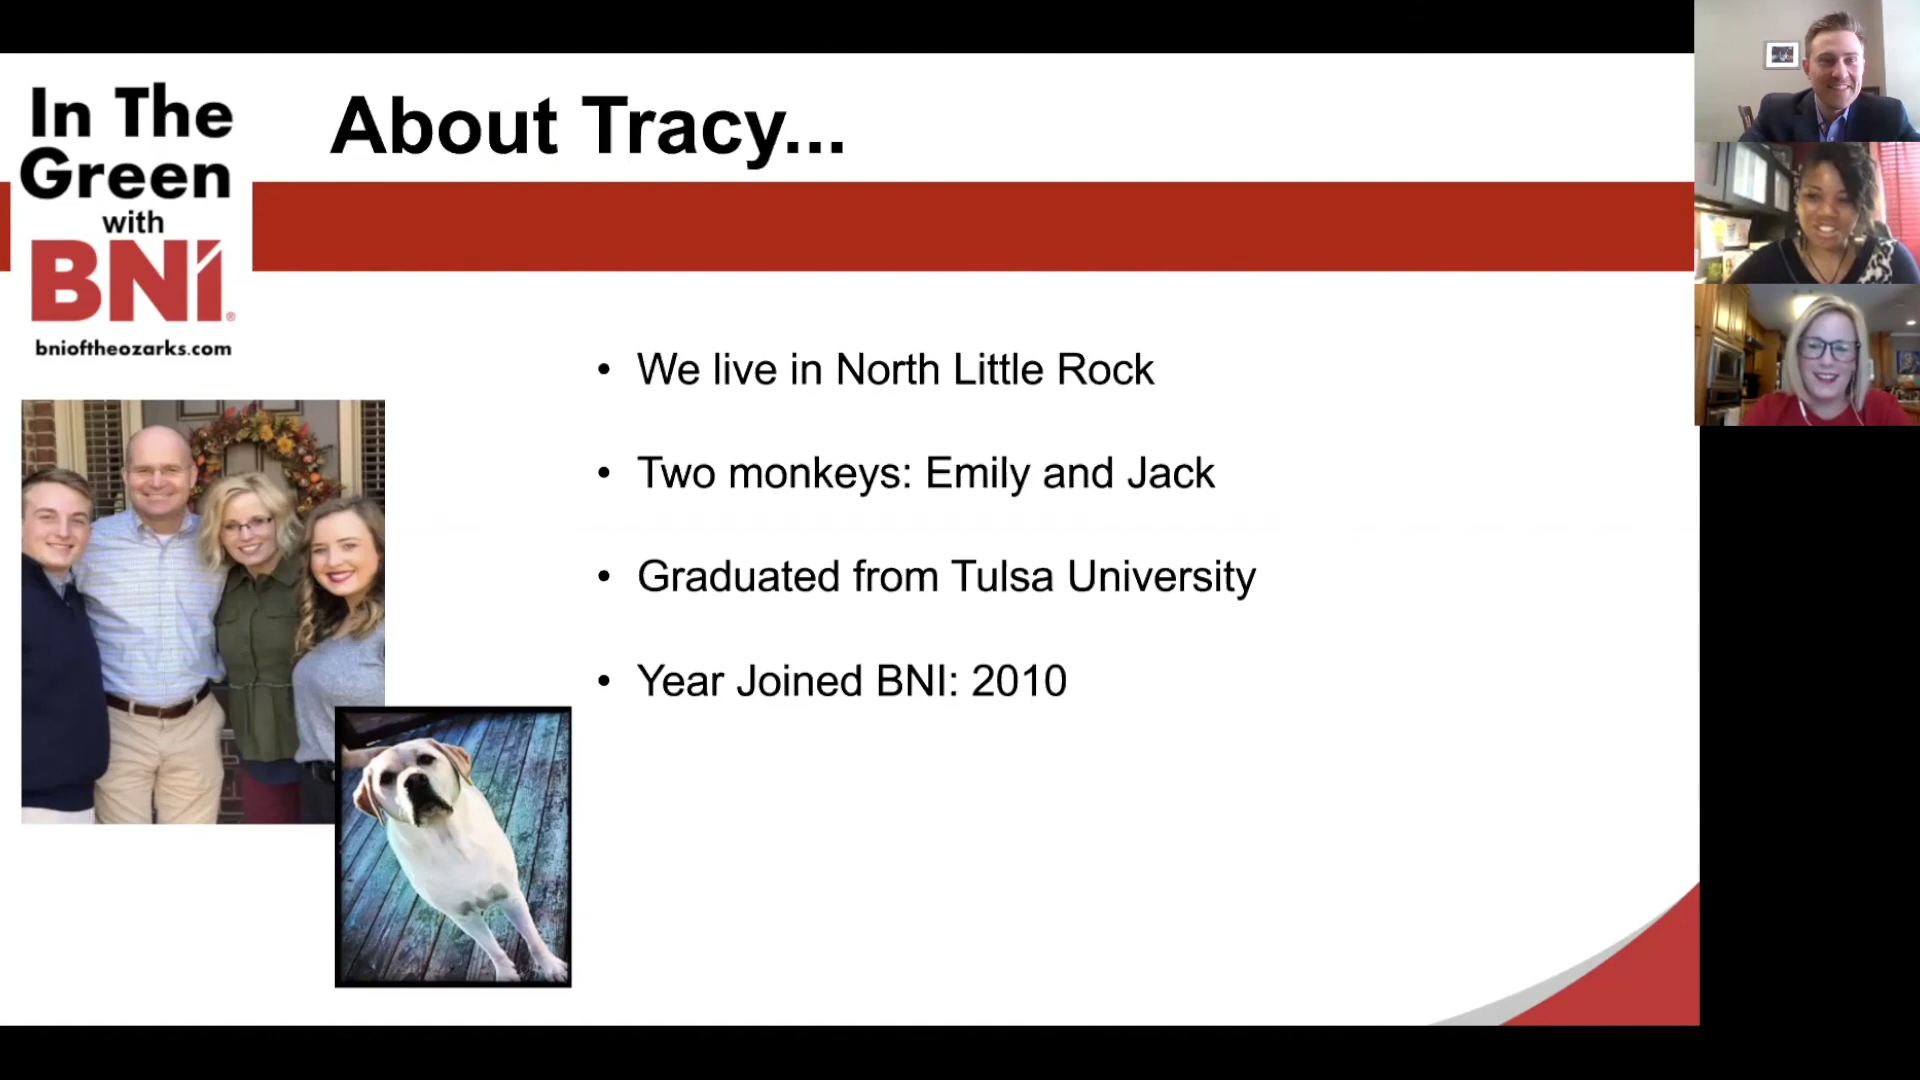 In The
Green
with
BNI®
bnioftheozarks.com
About Tracy...
• We live in North Little Rock
• Two monkeys: Emily and Jack
• Graduated from Tulsa University
• Year Joined BNI: 2010